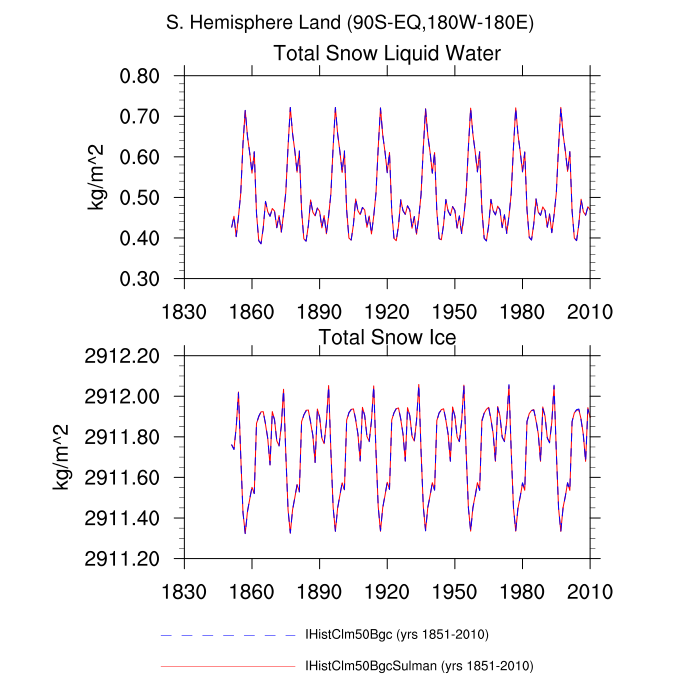 S. Hemisphere Land (90S-EQ,180W-180E)
Total Snow Liquid Water
0.80
0.70
0.60
0.50
0.40
0.30
kg/m^2
1830 1860 1890 1920 1950 1980 2010
Total Snow Ice
2912.20
2912.00
2911.80
2911.60
2911.40
2911.20
kg/m^2
1830 1860 1890 1920 1950 1980 2010
IHistClm50Bgc (yrs 1851-2010)
IHistClm50BgcSulman (yrs 1851-2010)